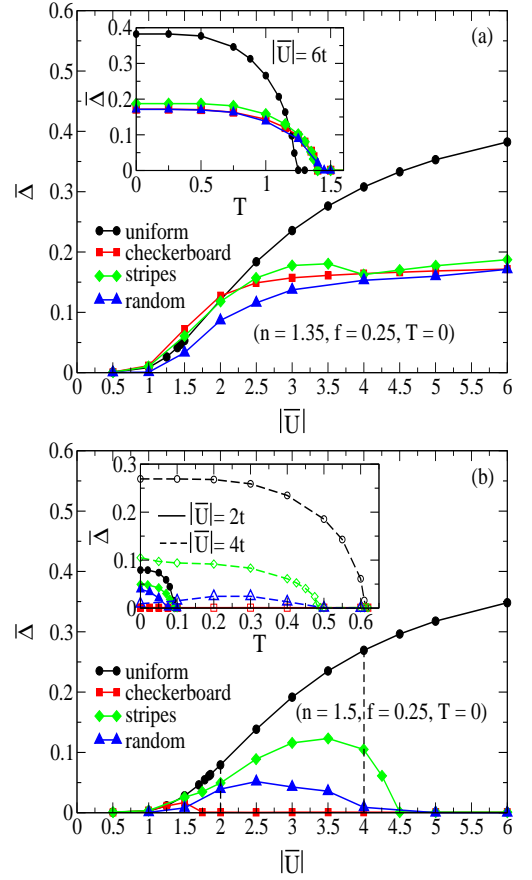 (a)
|U̅|= 6t
0.4
0.3
0.2
0.1
0
Δ̅
0 0.5 1 1.5
T
0.6
0.5
0.4
0.3
0.2
0.1
0
Δ̅
uniform
checkerboard
stripes
random
(n = 1.35, f = 0.25, T = 0)
0 0.5 1 1.5 2 2.5 3 3.5 4 4.5 5 5.5 6
|U̅|
(b)
0.3
0.2
0.1
0
Δ̅
|U̅|= 2t
|U̅|= 4t
0 0.1 0.2 0.3 0.4 0.5 0.6
T
0.6
0.5
0.4
0.3
0.2
0.1
0
Δ̅
uniform
checkerboard
stripes
random
(n = 1.5, f = 0.25, T = 0)
0 0.5 1 1.5 2 2.5 3 3.5 4 4.5 5 5.5 6
|U̅|